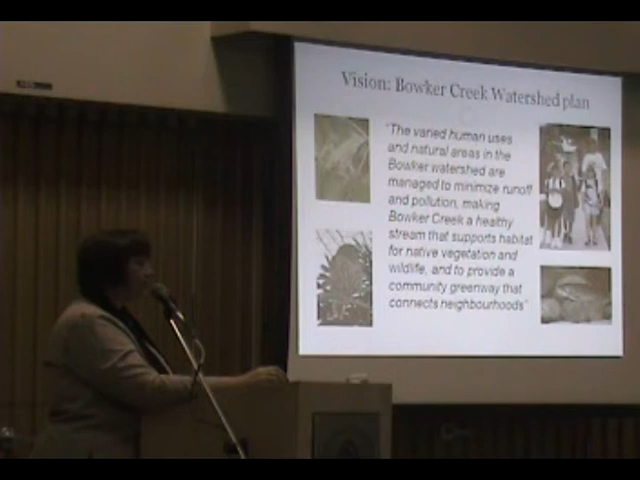 Vision: Bowker Creek Watershed plan
"The varied human uses
and natural areas in the
Bowker watershed are
managed to minimize runoff
and pollution, making
Bowker Creek a healthy
stream that supports habitat
for native vegetation and
wildlife, and to provide a
community greenway that
connects neighbourhoods"